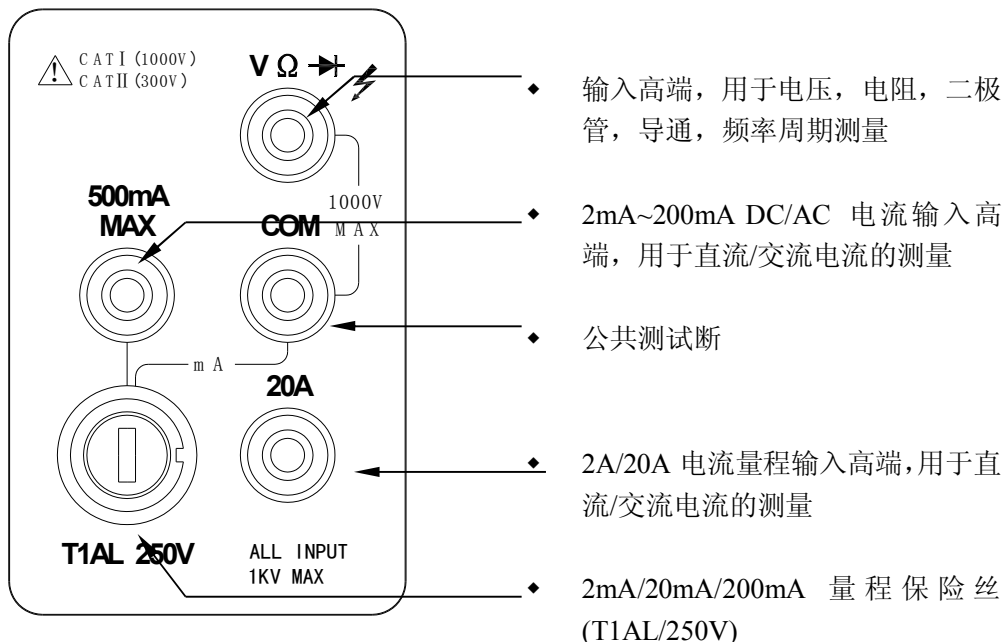 CATⅠ(1000V)
CATⅡ(300V)
V Ω
500mA
MAX
1000V
MAX
COM
mA
20A
T1AL 250V
ALL INPUT
1KV MAX
◆ 输入高端，用于电压，电阻，二极
管，导通，频率周期测量
◆ 2mA~200mA DC/AC 电流输入高
端，用于直流/交流电流的测量
◆ 公共测试断
◆ 2A/20A 电流量程输入高端，用于直
流/交流电流的测量
◆ 2mA/20mA/200mA 量程保险丝
(T1AL/250V)